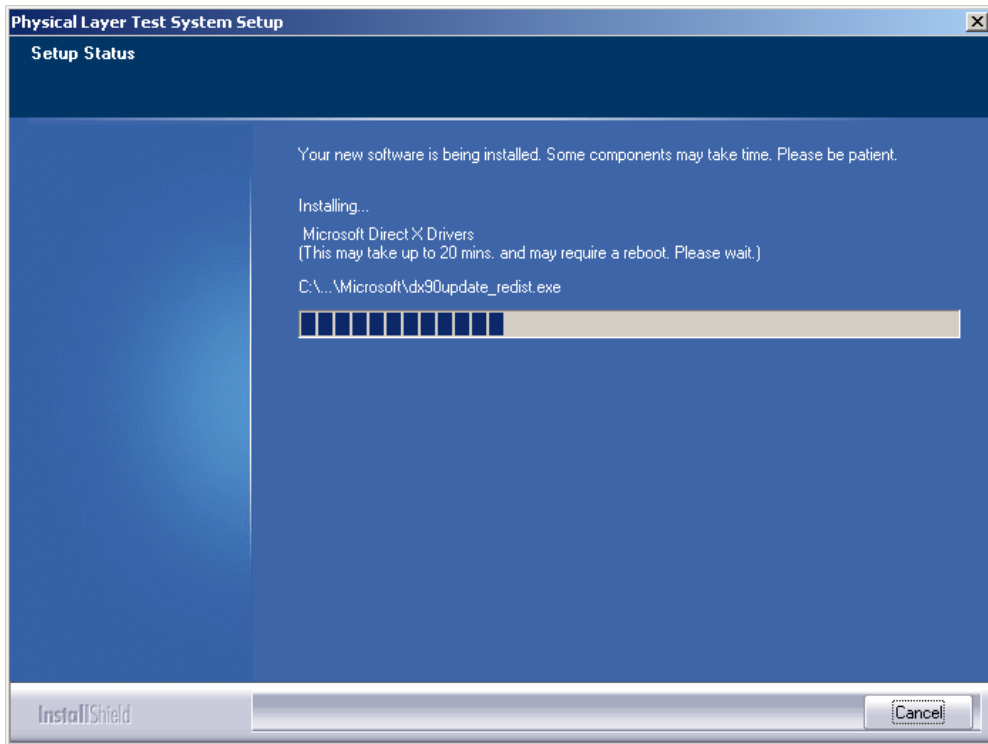 Physical Layer Test System Setup
Setup Status
Your new software is being installed. Some components may take time. Please be patient.
Installing...
Microsoft Direct X Drivers
(This may take up to 20 mins. and may require a reboot. Please wait.)
C:\...\Microsoft\dx90update_redist.exe
InstallShield
Cancel